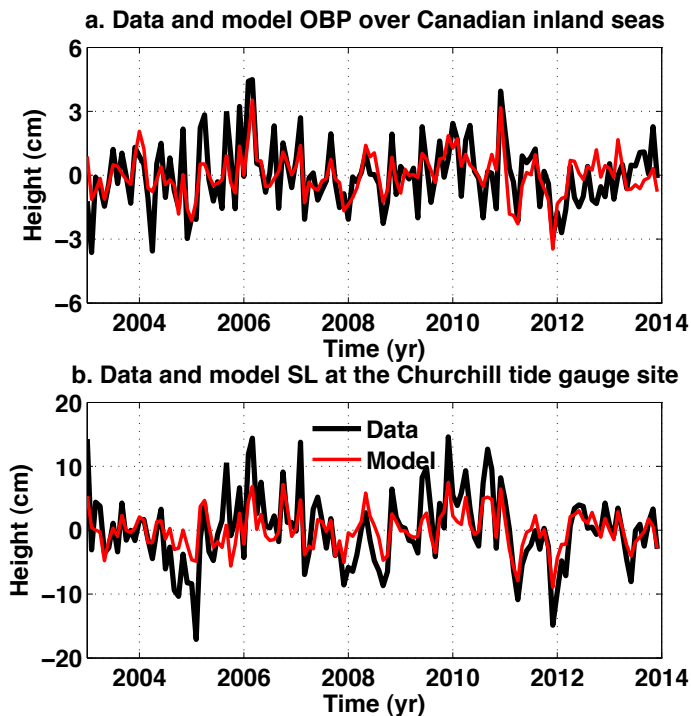 a. Data and model OBP over Canadian inland seas
6
3
0
−3
−6
Height (cm)
2004 2006 2008 2010 2012 2014
Time (yr)
b. Data and model SL at the Churchill tide gauge site
20
10
0
−10
−20
Height (cm)
Data
Model
2004 2006 2008 2010 2012 2014
Time (yr)